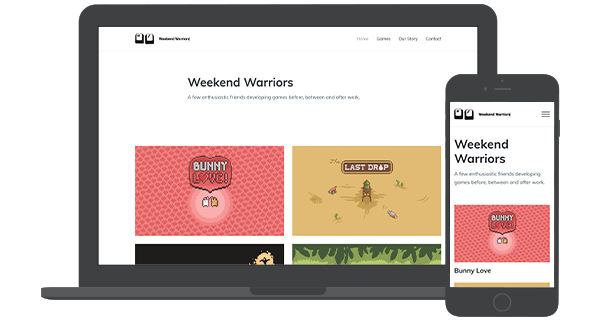 Weekend Warriors
Home Games Our Story Contact
Weekend Warriors
A few enthusiastic friends developing games before, between and after work.
BUNNY
LOVE!
The
LAST DROP
Weekend Warriors
Weekend
Warriors
A few enthusiastic friends developing
games before, between and after work.
BUNNY
LOVE!
Bunny Love